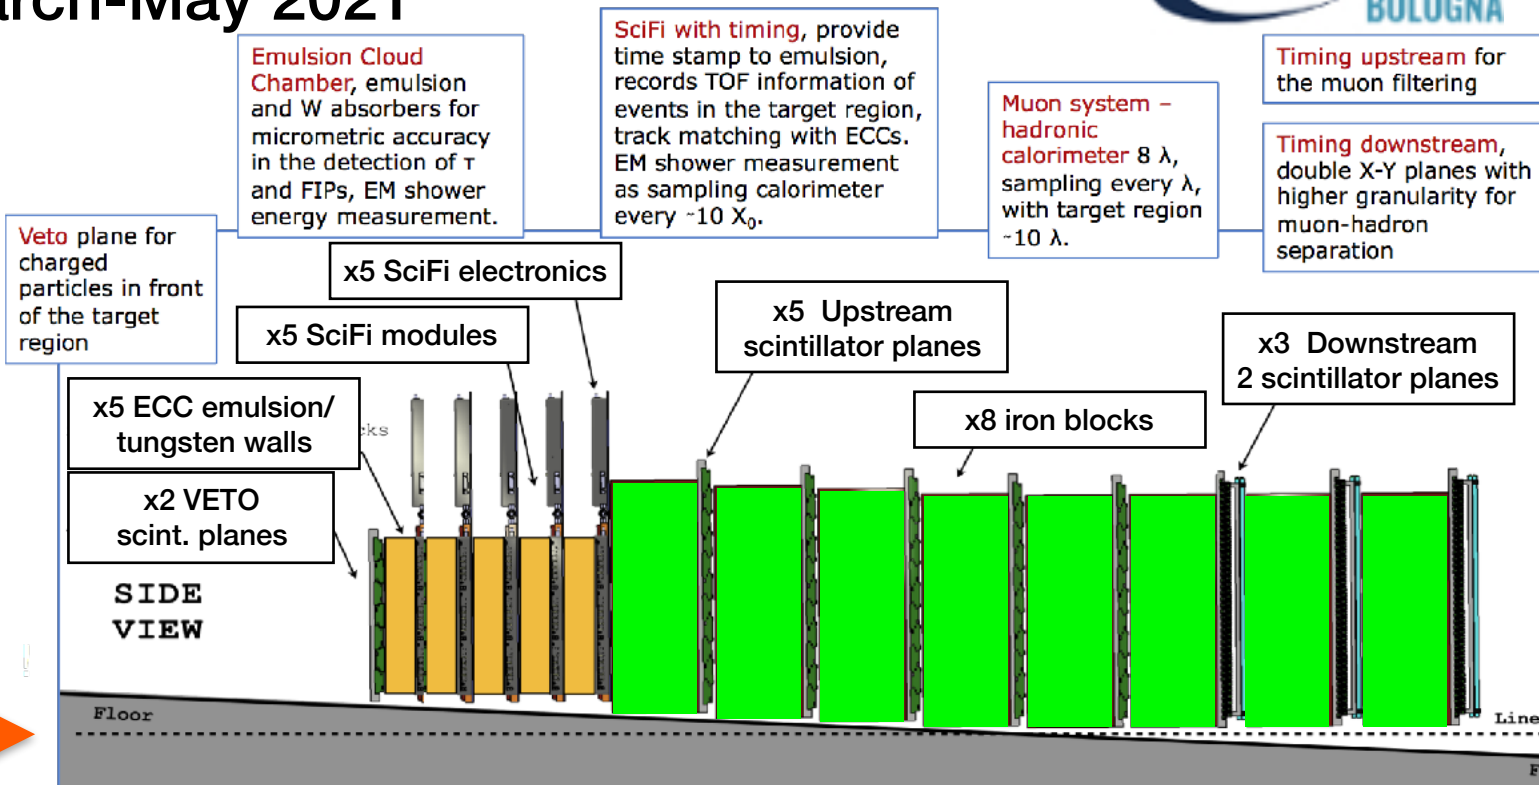 arch-May 2021
BOLOGNA
Emulsion Cloud
Chamber, emulsion
and W absorbers for
micrometric accuracy
in the detection of τ
and FIPs, EM shower
energy measurement.
SciFi with timing, provide
time stamp to emulsion,
records TOF information of
events in the target region,
track matching with ECCs.
EM shower measurement
as sampling calorimeter
every ~10 X₀.
Muon system –
hadronic
calorimeter 8 λ,
sampling every λ,
with target region
~10 λ.
Timing upstream for
the muon filtering
Timing downstream,
double X-Y planes with
higher granularity for
muon-hadron
separation
Veto plane for
charged
particles in front
of the target
region
x5 SciFi electronics
x5 SciFi modules
x5 Upstream
scintillator planes
x3 Downstream
2 scintillator planes
x5 ECC emulsion/
tungsten walls
cks
x8 iron blocks
x2 VETO
scint. planes
SIDE
VIEW
Floor
Line
F